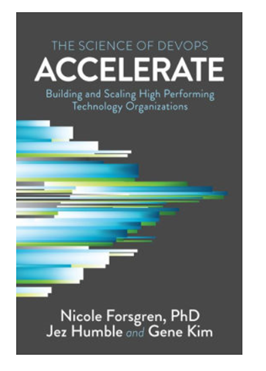 THE SCIENCE OF DEVOPS
ACCELERATE
Building and Scaling High Performing
Technology Organizations
Nicole Forsgren, PhD
Jez Humble and Gene Kim